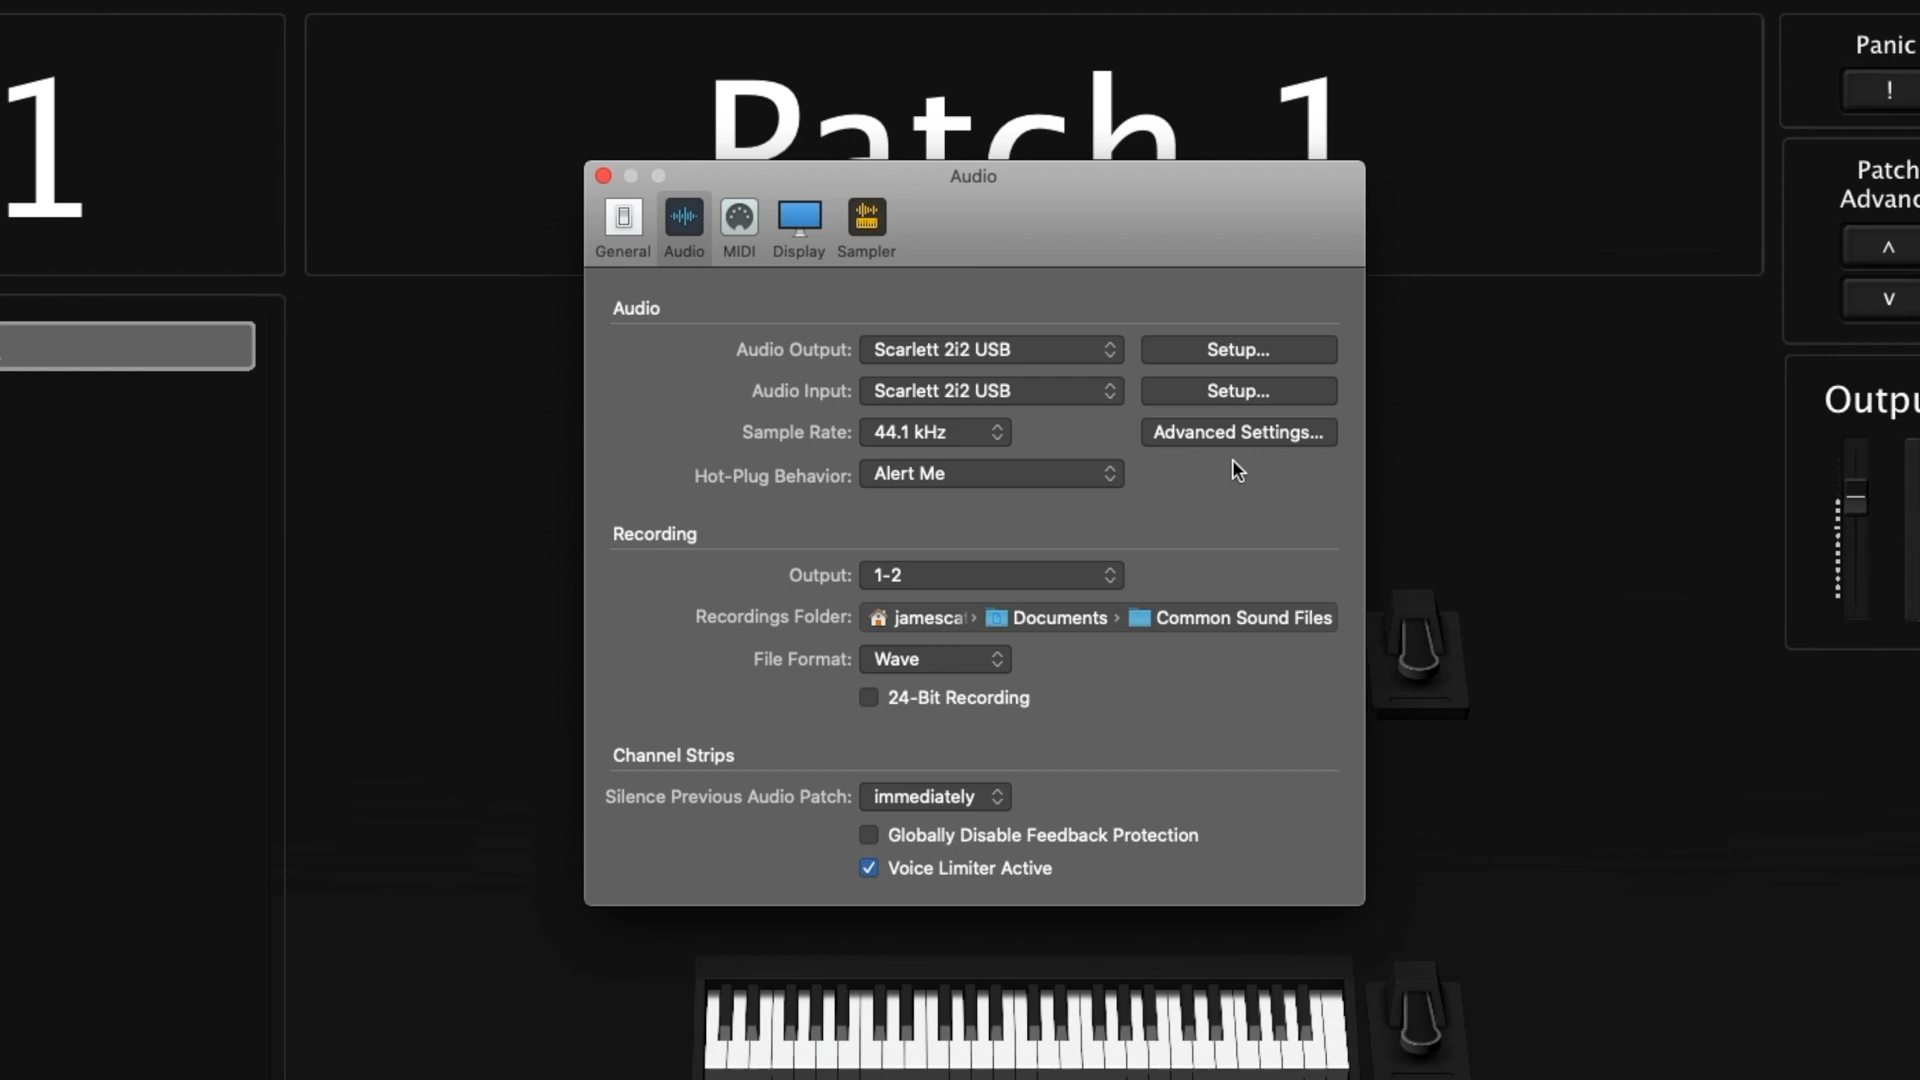 1
Patch 1
Panic
!
Patch
Audio
General Audio MIDI Display Sampler
Audio
Audio Output: Scarlett 2i2 USB Setup...
Audio Input: Scarlett 2i2 USB Setup...
Sample Rate: 44.1 kHz Advanced Settings...
Hot-Plug Behavior: Alert Me
Recording
Output: 1-2
Recordings Folder: jamesca › Documents › Common Sound Files
File Format: Wave
24-Bit Recording
Channel Strips
Silence Previous Audio Patch: immediately
Globally Disable Feedback Protection
Voice Limiter Active